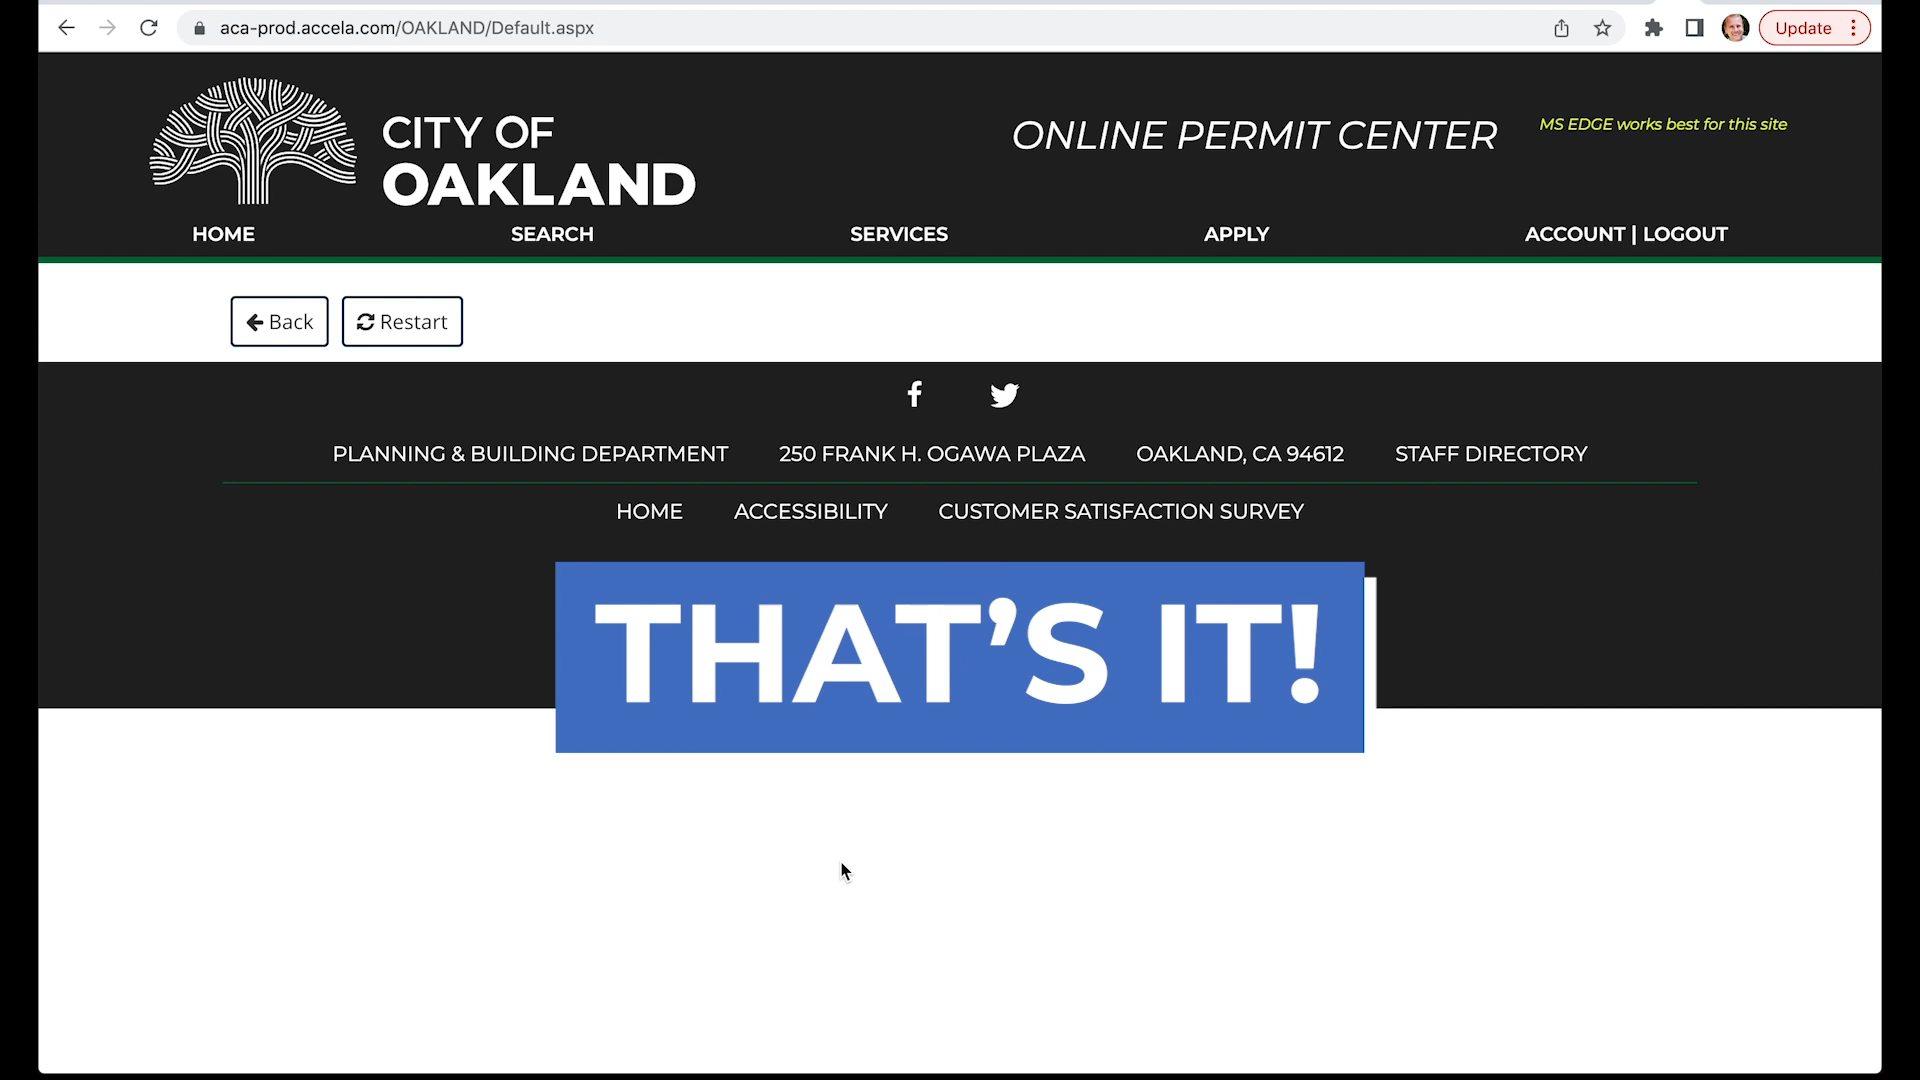 aca-prod.accela.com/OAKLAND/Default.aspx
Update
CITY OF
OAKLAND
ONLINE PERMIT CENTER
MS EDGE works best for this site
HOME SEARCH SERVICES APPLY ACCOUNT | LOGOUT
Back Restart
PLANNING & BUILDING DEPARTMENT 250 FRANK H. OGAWA PLAZA OAKLAND, CA 94612 STAFF DIRECTORY
HOME ACCESSIBILITY CUSTOMER SATISFACTION SURVEY
THAT'S IT!